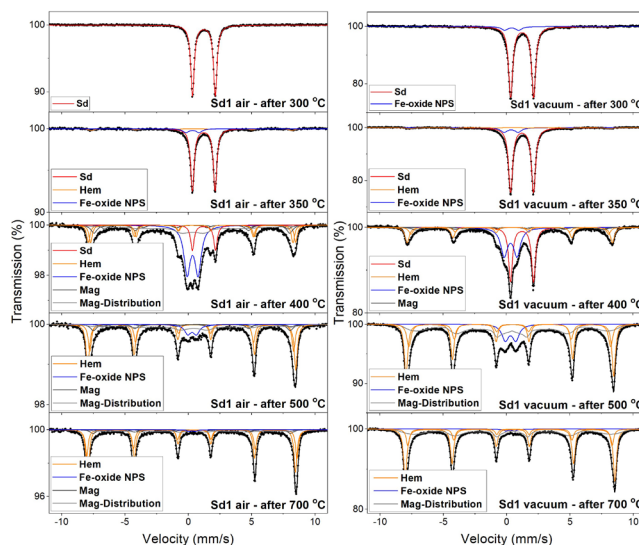 100
90
Sd
Sd1 air - after 300 °C
100
90
Sd
Hem
Fe-oxide NPS
Sd1 air - after 350 °C
100
98
Sd
Hem
Fe-oxide NPS
Mag
Mag-Distribution
Sd1 air - after 400 °C
100
98
Hem
Fe-oxide NPS
Mag
Mag-Distribution
Sd1 air - after 500 °C
100
96
Hem
Fe-oxide NPS
Mag
Mag-Distribution
Sd1 air - after 700 °C
Transmission (%)
-10
-5
0
5
10
Velocity (mm/s)
100
80
Sd
Fe-oxide NPS
Sd1 vacuum - after 300 °C
100
80
Sd
Hem
Fe-oxide NPS
Sd1 vacuum - after 350 °C
100
80
Sd
Hem
Fe-oxide NPS
Mag
Sd1 vacuum - after 400 °C
100
90
Hem
Fe-oxide NPS
Mag-Distribution
Sd1 vacuum - after 500 °C
100
80
Hem
Fe-oxide NPS
Mag-Distribution
Sd1 vacuum - after 700 °C
Transmission (%)
-10
-5
0
5
10
Velocity (mm/s)